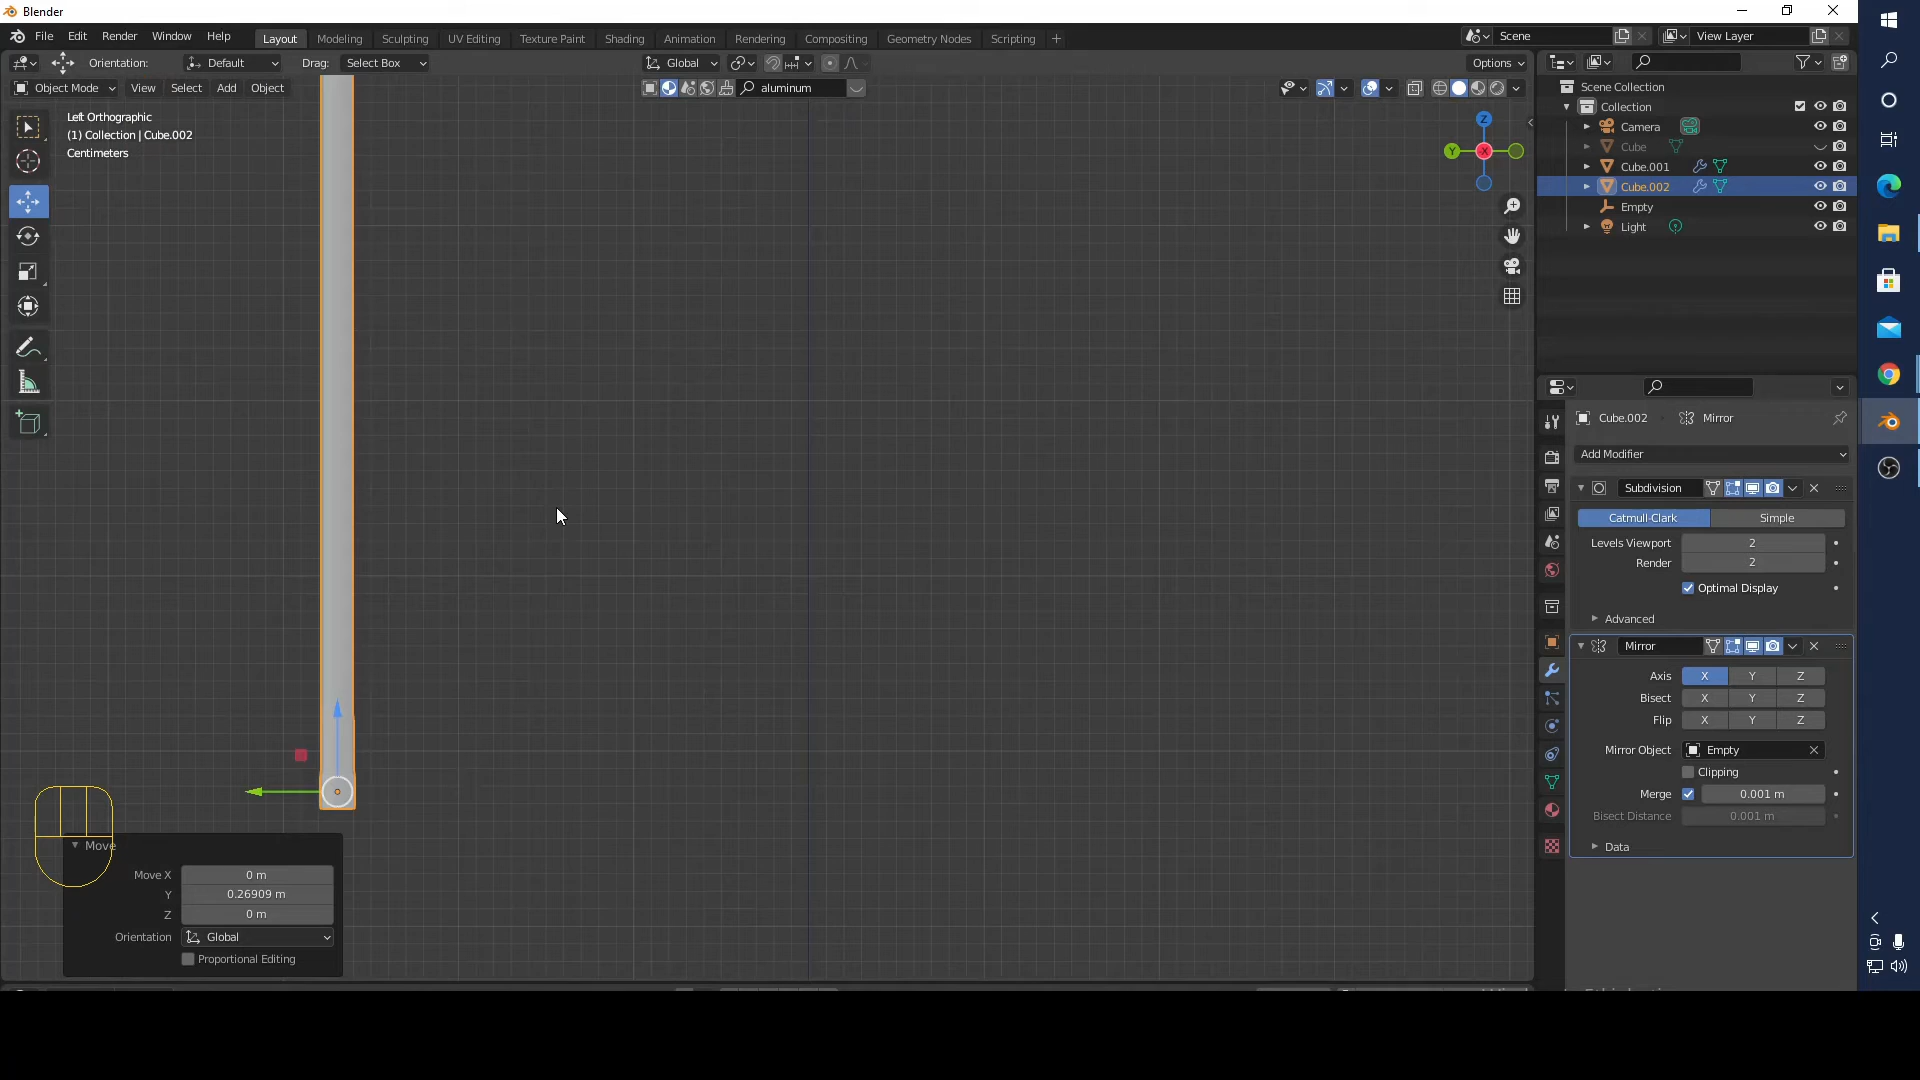 Blender
File Edit Render Window Help
Layout Modeling Sculpting UV Editing Texture Paint Shading Animation Rendering Compositing Geometry Nodes Scripting +
Scene
View Layer
Orientation: Default Drag: Select Box
Global
Options
Object Mode View Select Add Object
aluminum
Left Orthographic
(1) Collection | Cube.002
Centimeters
Z
Y
X
Scene Collection
Collection
Camera
Cube
Cube.001
Cube.002
Empty
Light
Cube.002 Mirror
Add Modifier
Subdivision
Catmull-Clark Simple
Levels Viewport 2
Render 2
Optimal Display
Advanced
Mirror
Axis X Y Z
Bisect X Y Z
Flip X Y Z
Mirror Object Empty
Clipping
Merge 0.001 m
Bisect Distance 0.001 m
Data
Move
Move X 0 m
Y 0.26909 m
Z 0 m
Orientation Global
Proportional Editing